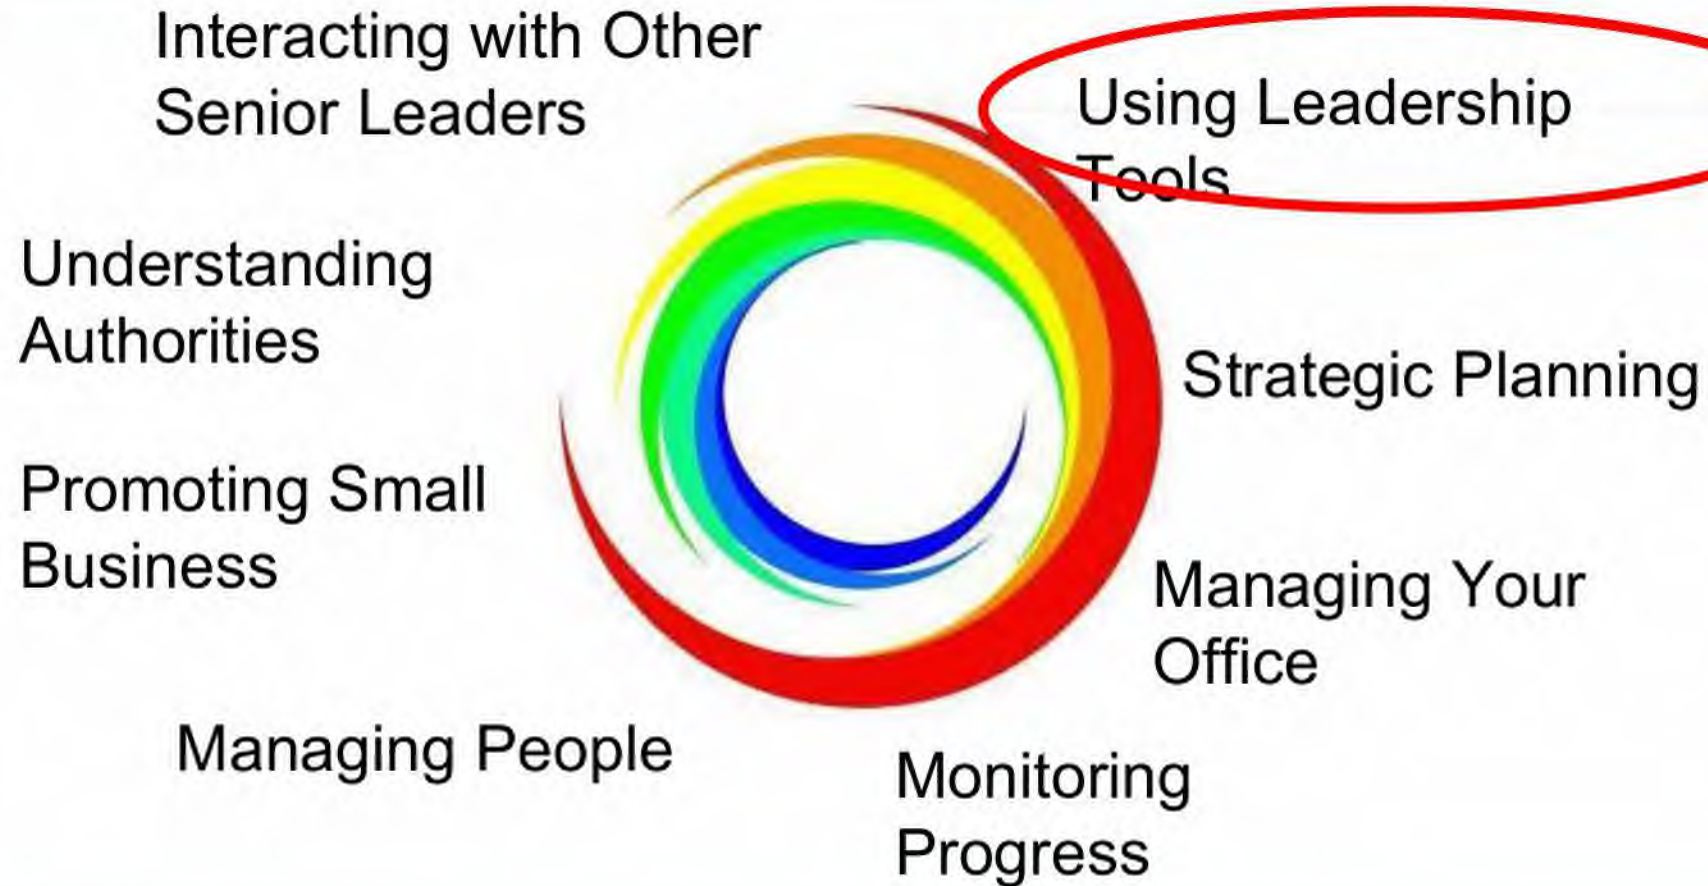 Interacting with Other
Senior Leaders
Using Leadership
Tools
Understanding
Authorities
Strategic Planning
Promoting Small
Business
Managing Your
Office
Managing People
Monitoring
Progress